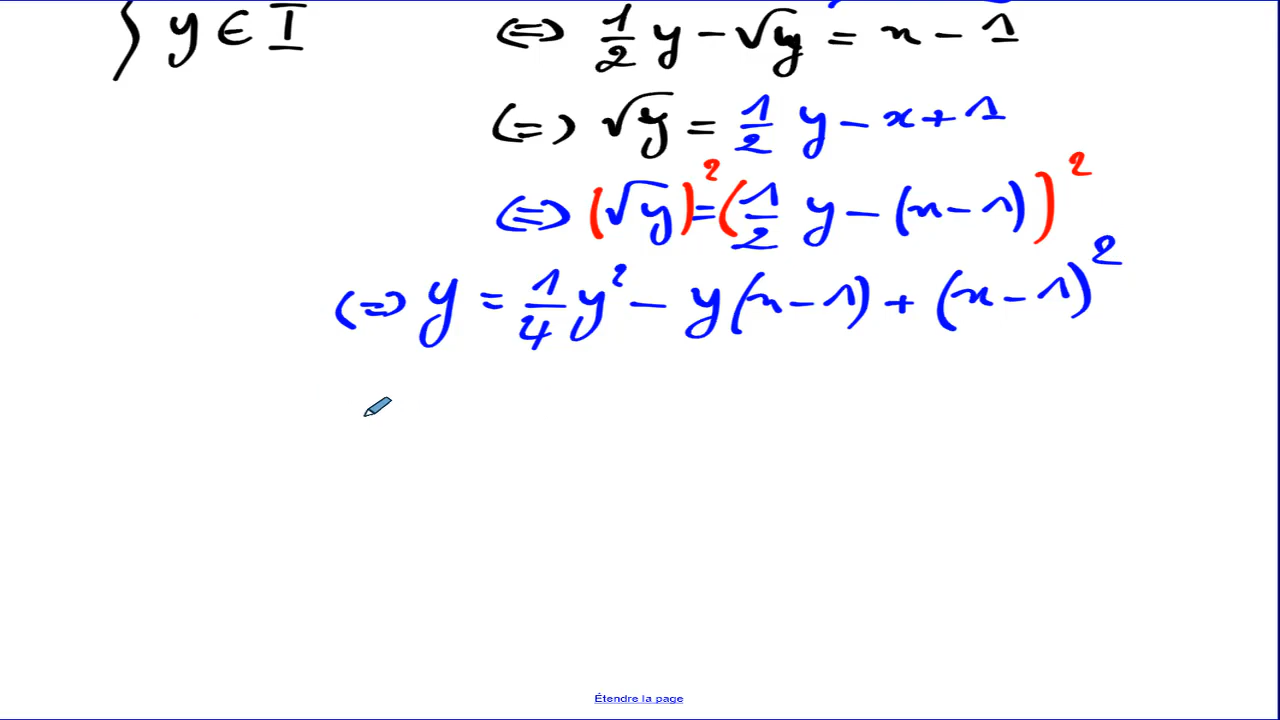 } y ∈ I ⇔ 1/2 y − √y = x − 1
⇔ √y = 1/2 y − x + 1
⇔ (√y)² = (1/2 y − (x − 1))²
⇔ y = 1/4 y² − y(x − 1) + (x − 1)²
Étendre la page